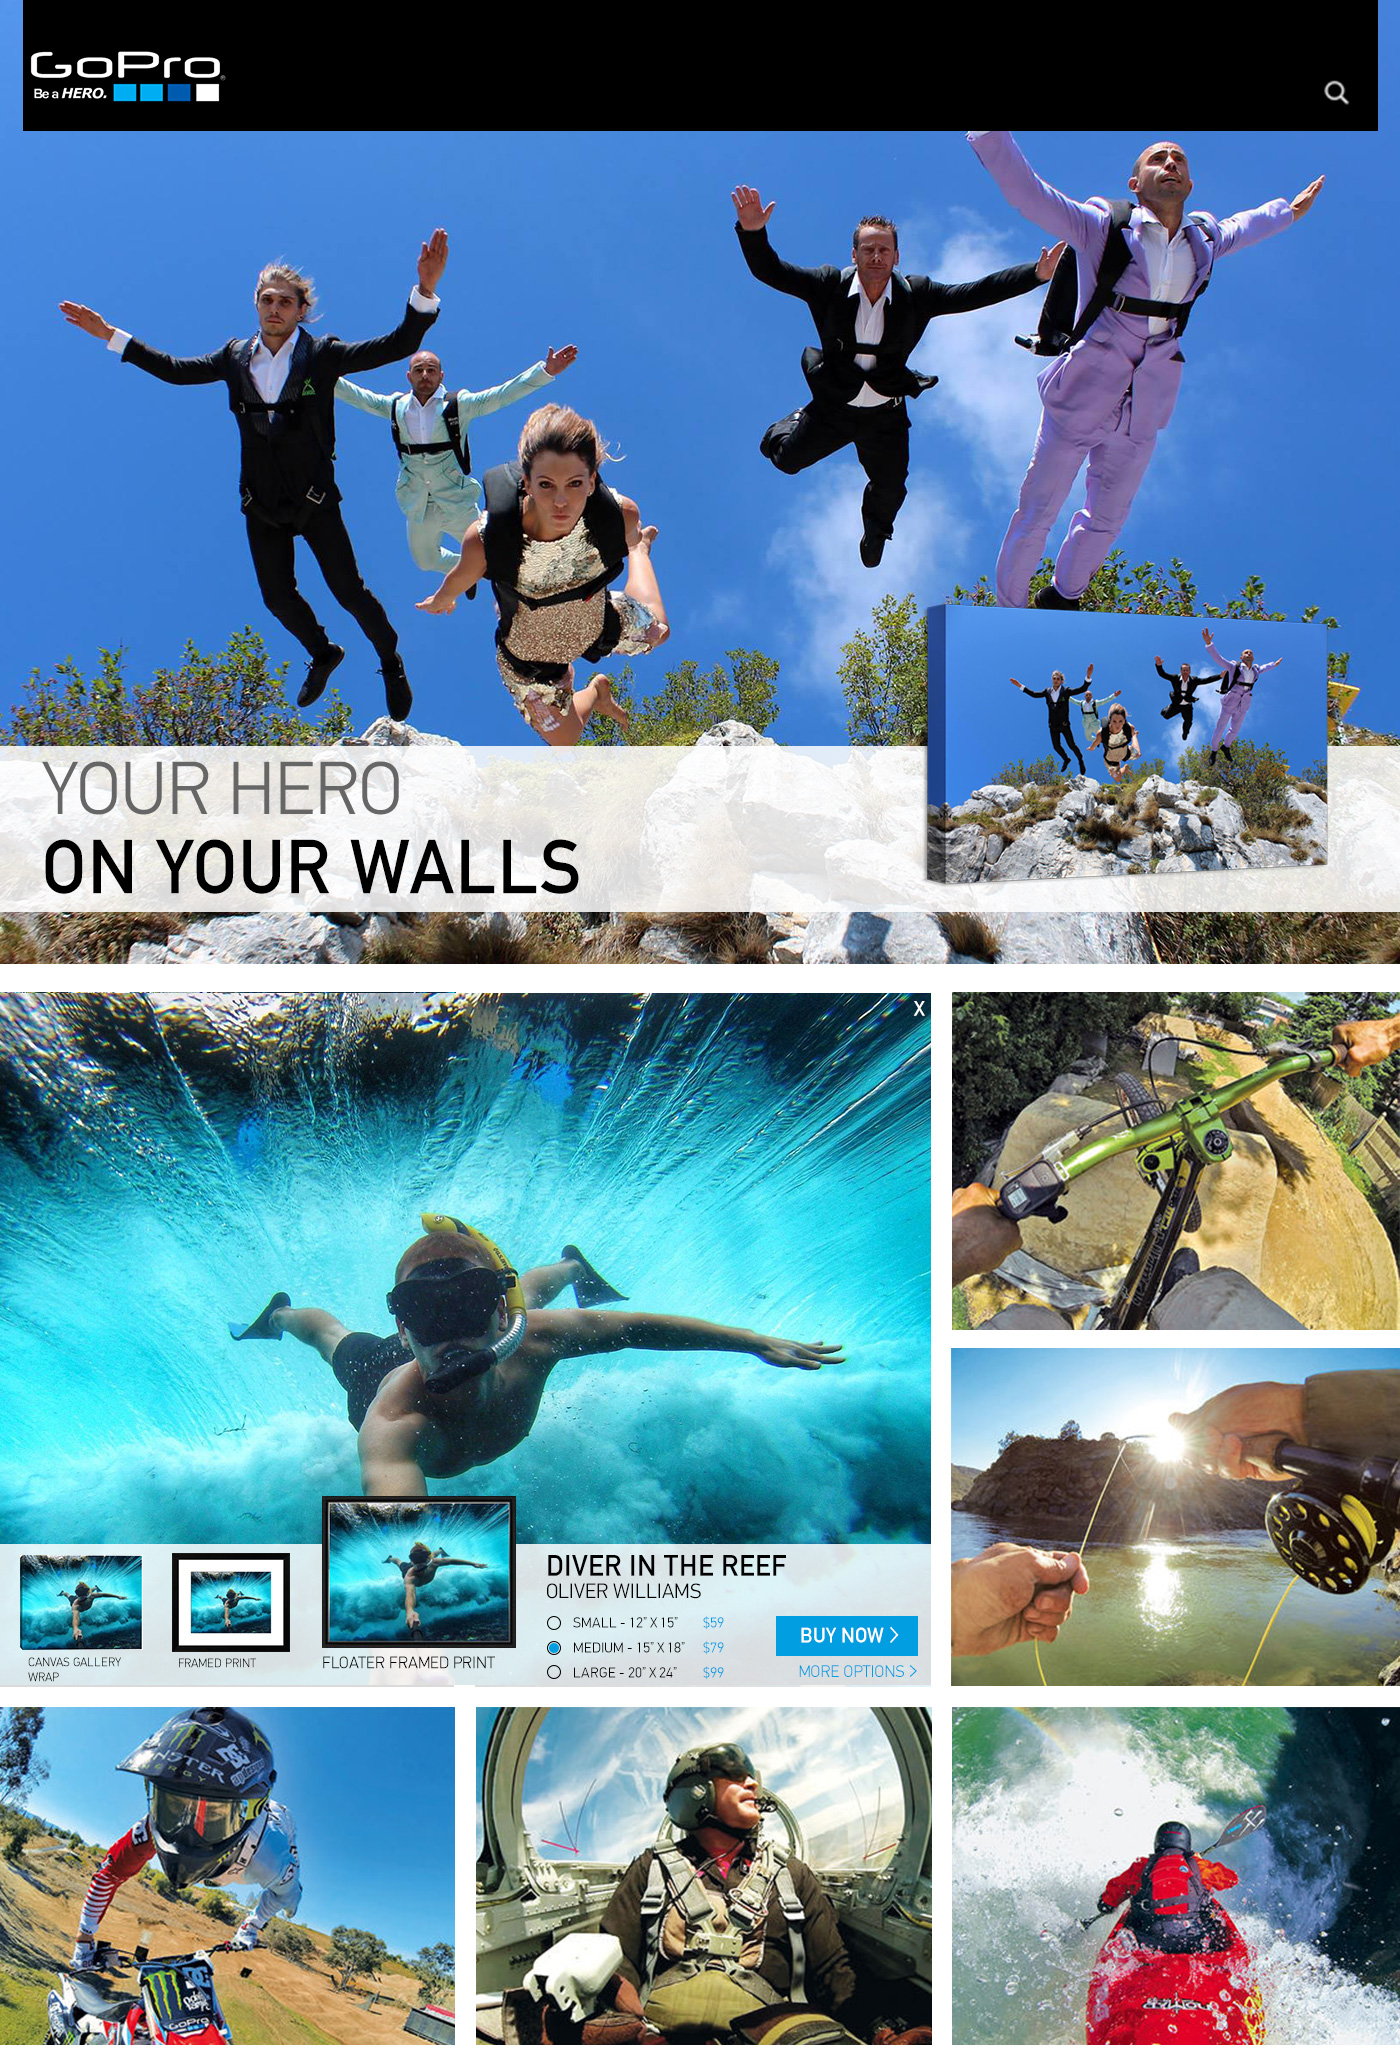 GoPro
Be a HERO.
YOUR HERO
ON YOUR WALLS
X
DIVER IN THE REEF
OLIVER WILLIAMS
SMALL - 12" X 15" $59
MEDIUM - 15" X 18" $79
LARGE - 20" X 24" $99
BUY NOW >
MORE OPTIONS >
CANVAS GALLERY
WRAP
FRAMED PRINT
FLOATER FRAMED PRINT
MONSTER
ENERGY
DC
DC
GoPro